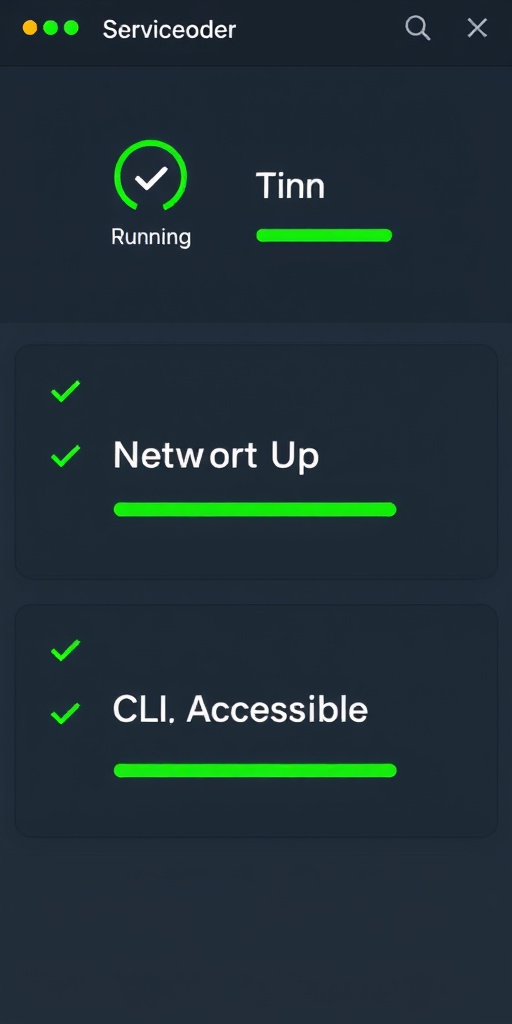 Serviceoder
Tinn
Running
Networt Up
CLI. Accessible